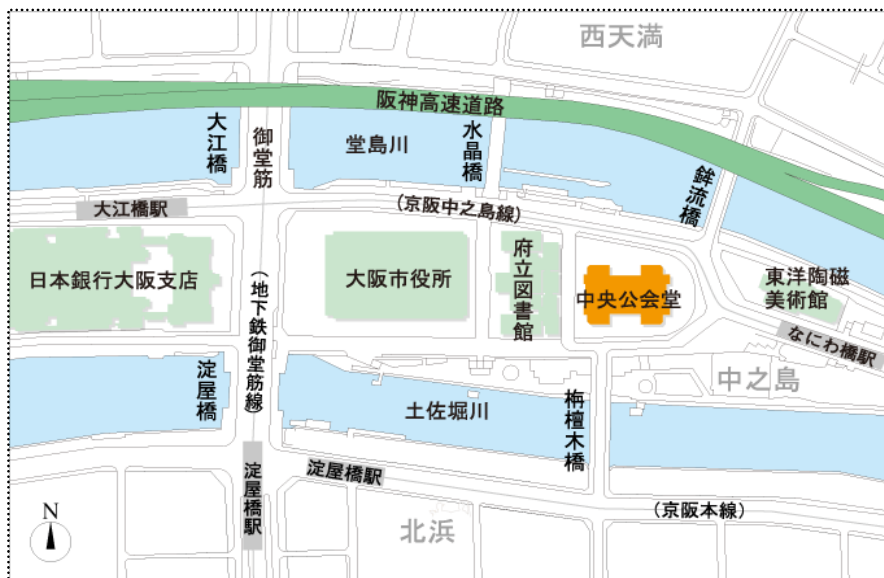 西天満
阪神高速道路
大江橋
御堂筋
堂島川
水晶橋
鉾流橋
大江橋駅
(京阪中之島線)
日本銀行大阪支店
(地下鉄御堂筋線)
大阪市役所
府立図書館
中央公会堂
東洋陶磁
美術館
なにわ橋駅
中之島
淀屋橋
土佐堀川
栴檀木橋
淀屋橋駅
淀屋橋駅
(京阪本線)
北浜
N